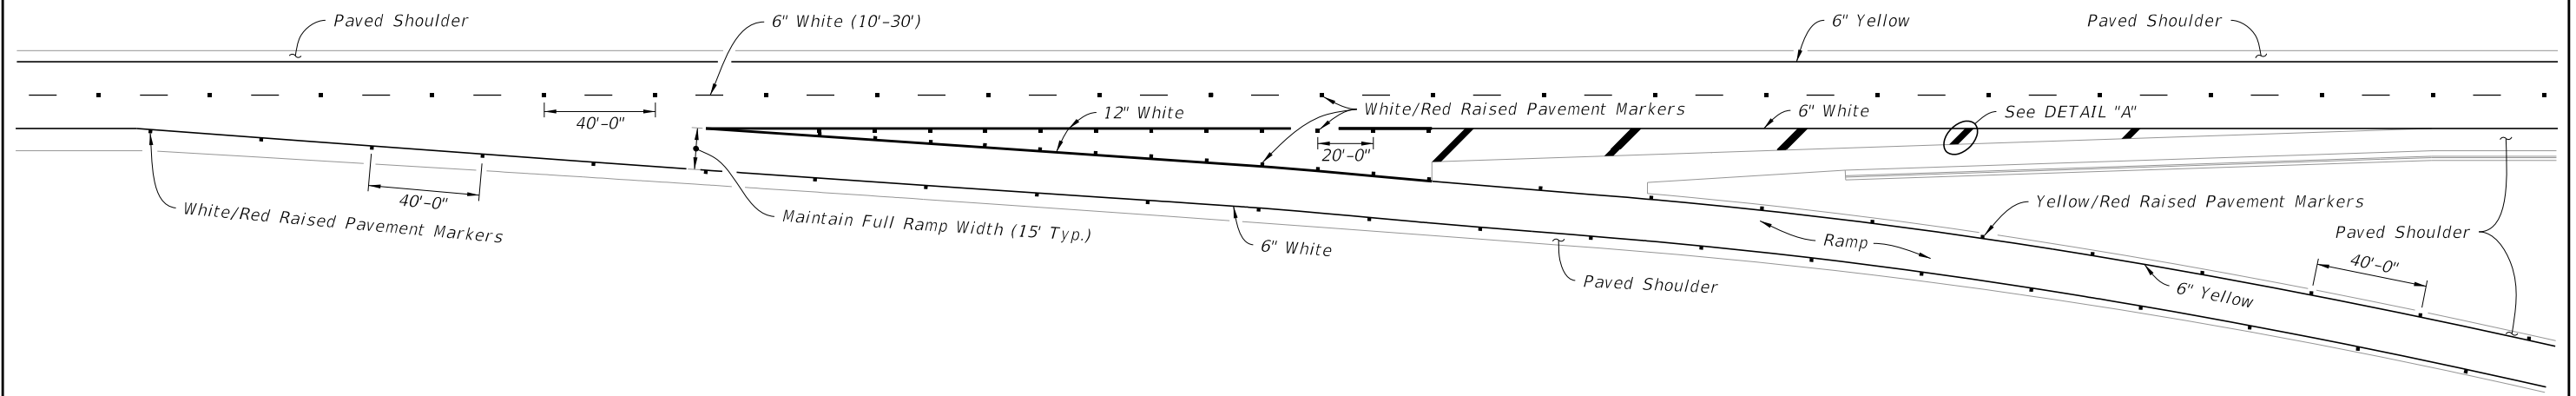 Paved Shoulder
6" White (10'-30')
6" Yellow
Paved Shoulder
40'-0"
12" White
White/Red Raised Pavement Markers
6" White
See DETAIL "A"
20'-0"
40'-0"
White/Red Raised Pavement Markers
Maintain Full Ramp Width (15' Typ.)
6" White
Paved Shoulder
Ramp
Yellow/Red Raised Pavement Markers
Paved Shoulder
40'-0"
6" Yellow